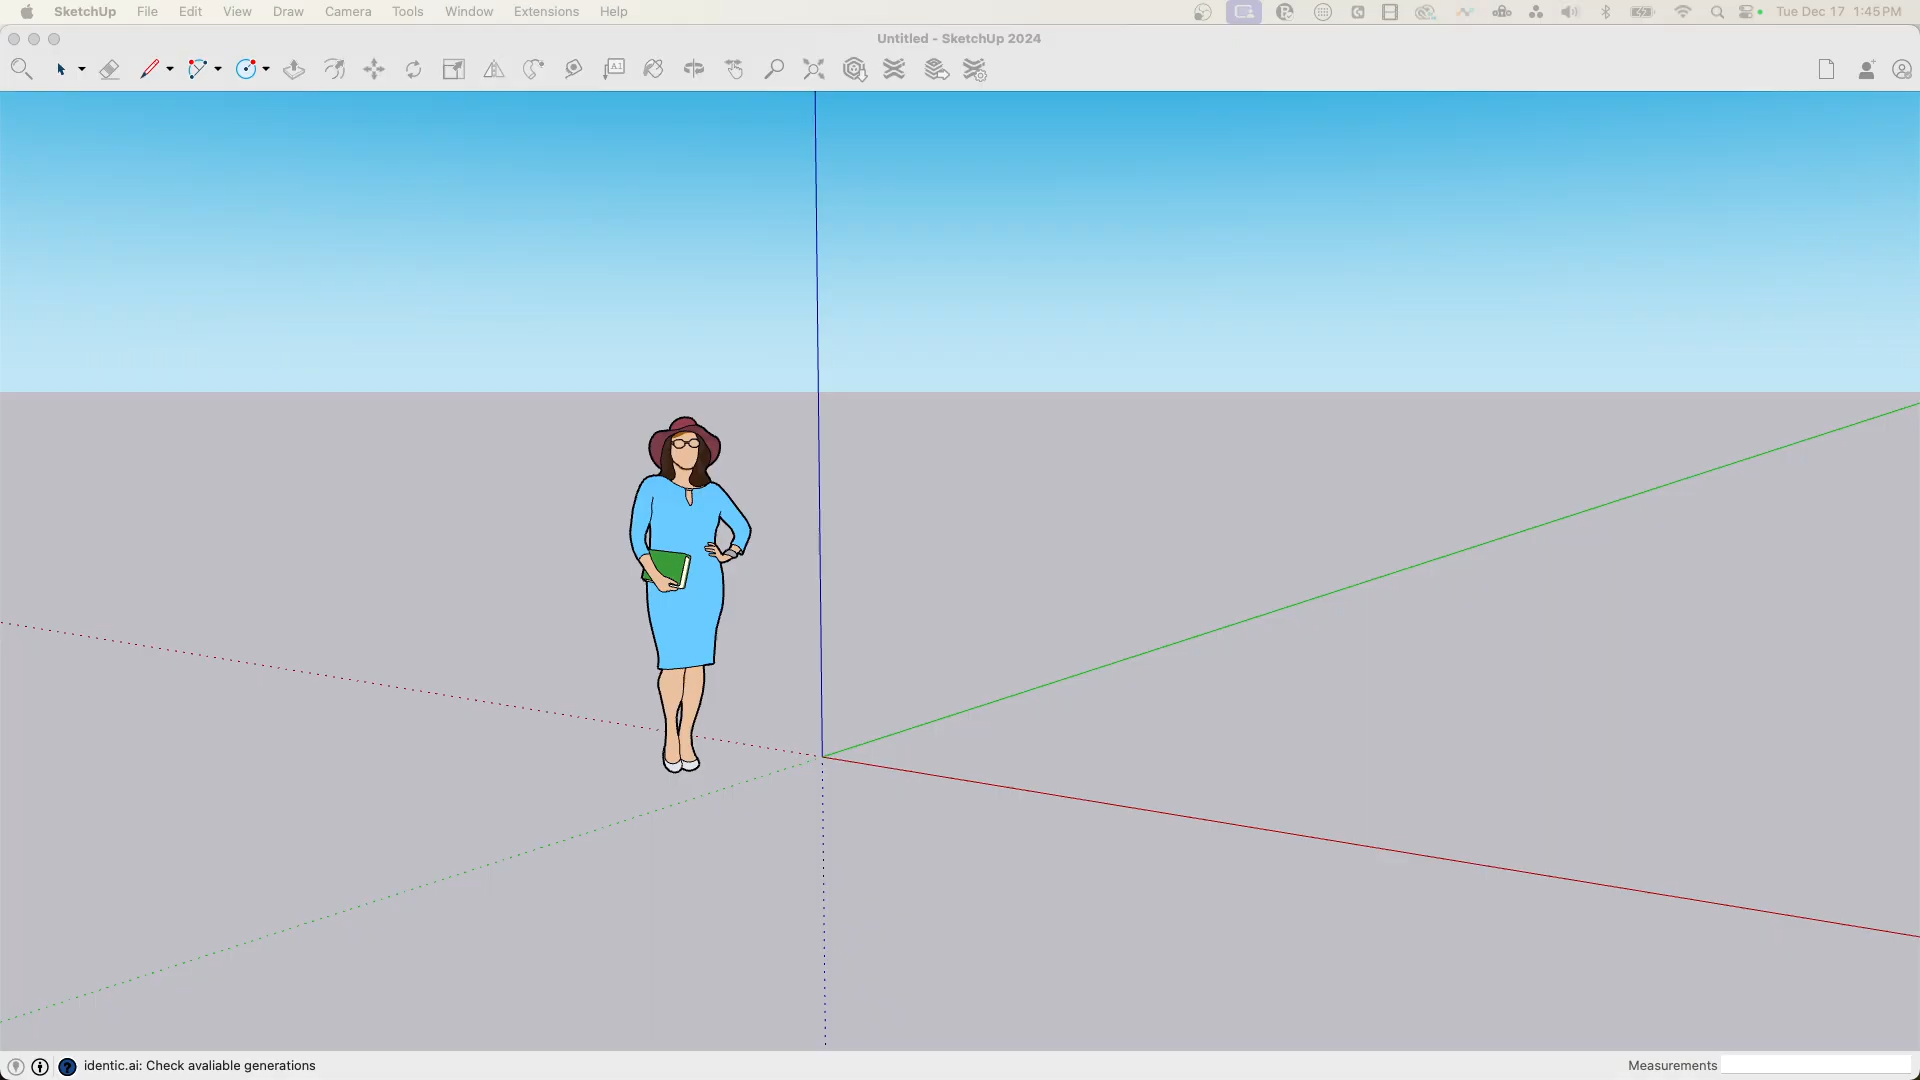 SketchUp File Edit View Draw Camera Tools Window Extensions Help Tue Dec 17 1:45 PM
Untitled - SketchUp 2024
A1
identic.ai: Check avaliable generations Measurements